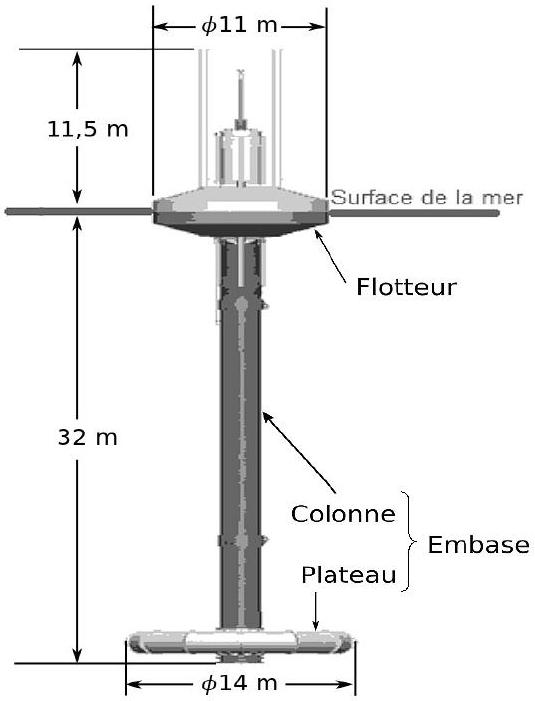 ϕ11 m
11,5 m
Surface de la mer
Flotteur
32 m
Colonne
Embase
Plateau
ϕ14 m